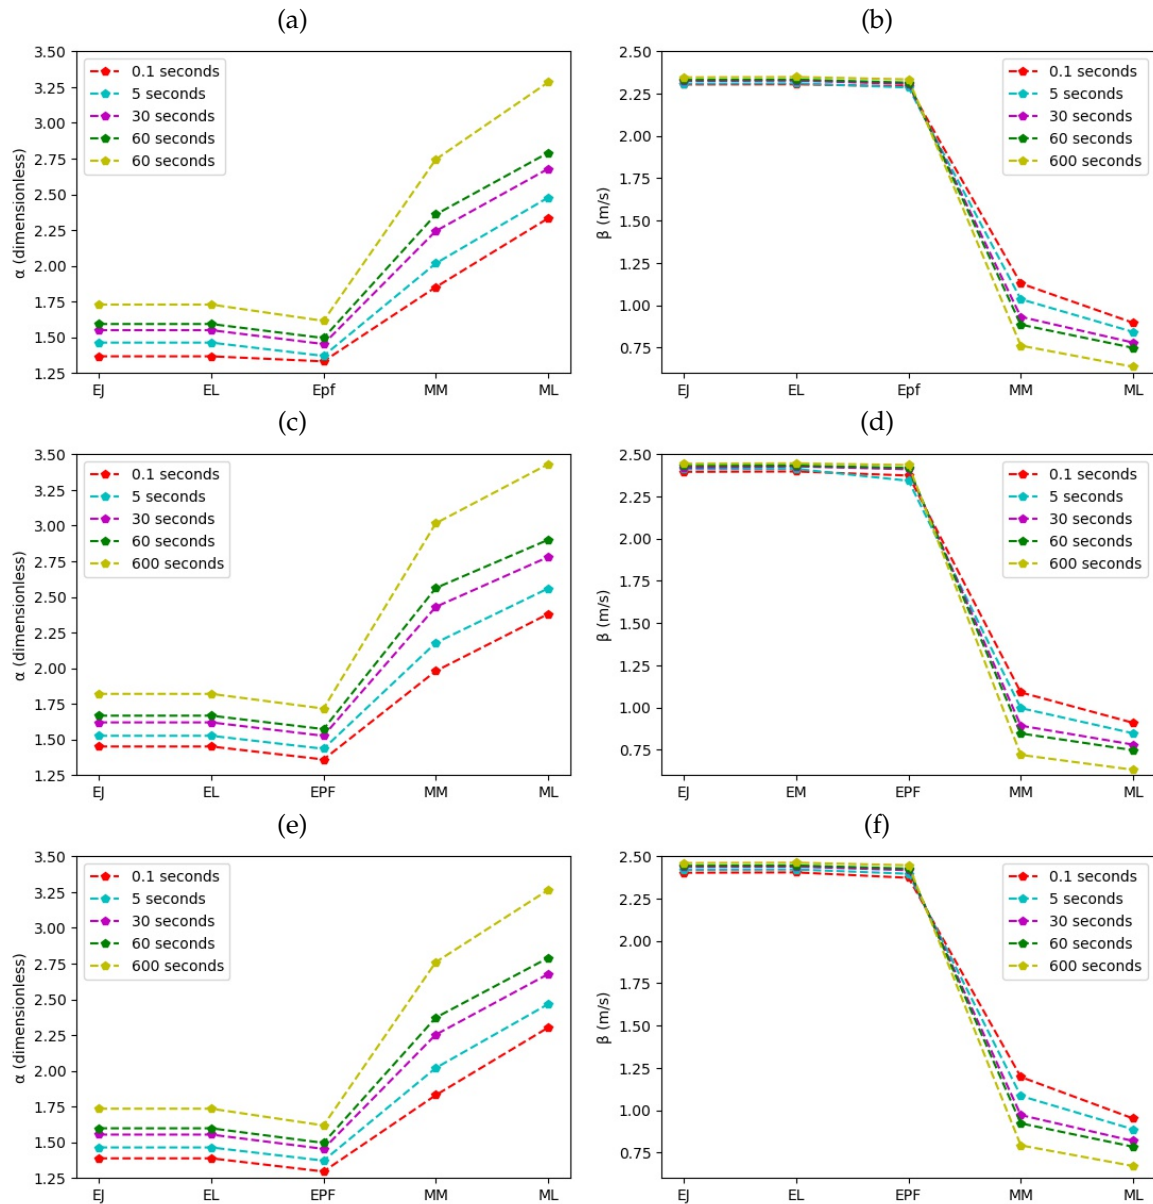 (a)
3.50
3.25
3.00
2.75
2.50
2.25
2.00
1.75
1.50
1.25
α (dimensionless)
0.1 seconds
5 seconds
30 seconds
60 seconds
60 seconds
EJ EL Epf MM ML
(b)
2.50
2.25
2.00
1.75
1.50
1.25
1.00
0.75
β (m/s)
0.1 seconds
5 seconds
30 seconds
60 seconds
600 seconds
EJ EL Epf MM ML
(c)
3.50
3.25
3.00
2.75
2.50
2.25
2.00
1.75
1.50
1.25
α (dimensionless)
0.1 seconds
5 seconds
30 seconds
60 seconds
600 seconds
EJ EL EPF MM ML
(d)
2.50
2.25
2.00
1.75
1.50
1.25
1.00
0.75
β (m/s)
0.1 seconds
5 seconds
30 seconds
60 seconds
600 seconds
EJ EM EPF MM ML
(e)
3.50
3.25
3.00
2.75
2.50
2.25
2.00
1.75
1.50
1.25
α (dimensionless)
0.1 seconds
5 seconds
30 seconds
60 seconds
600 seconds
EJ EL EPF MM ML
(f)
2.50
2.25
2.00
1.75
1.50
1.25
1.00
0.75
β (m/s)
0.1 seconds
5 seconds
30 seconds
60 seconds
600 seconds
EJ EL EPF MM ML